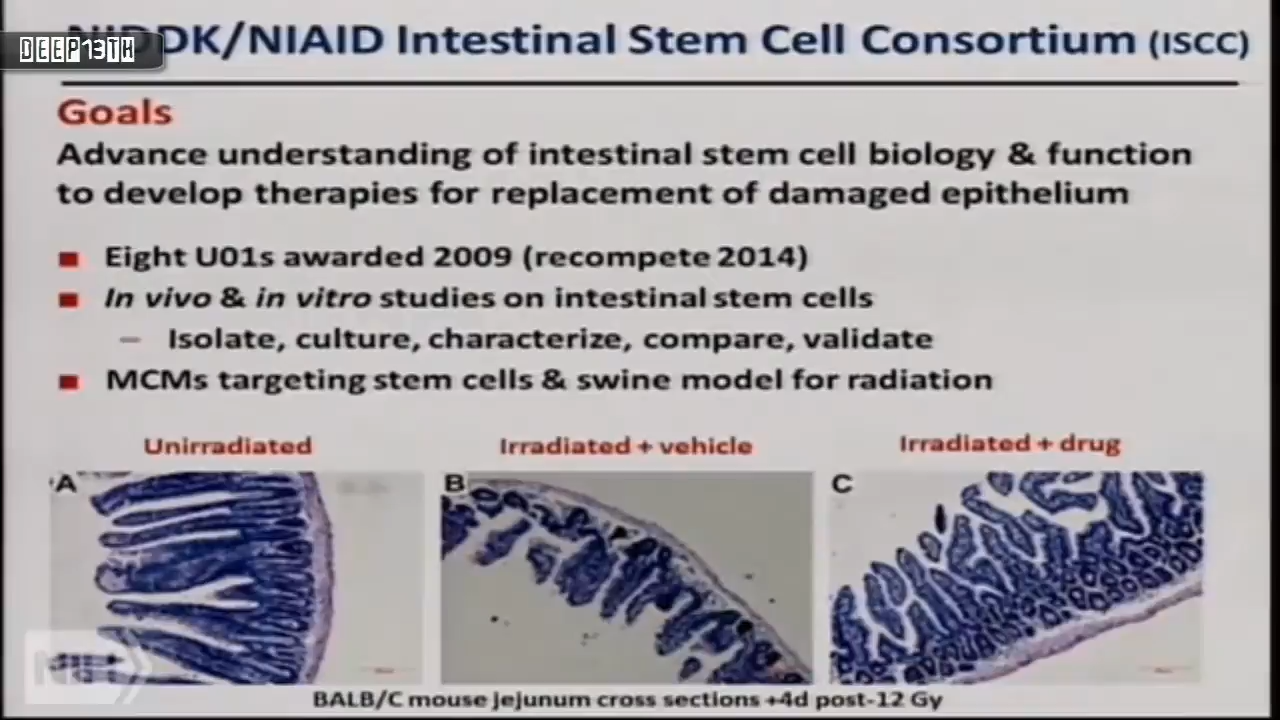 DEEP13TH
DDK/NIAID Intestinal Stem Cell Consortium (ISCC)
Goals
Advance understanding of intestinal stem cell biology & function
to develop therapies for replacement of damaged epithelium
■ Eight U01s awarded 2009 (recompete 2014)
■ In vivo & in vitro studies on intestinal stem cells
– Isolate, culture, characterize, compare, validate
■ MCMs targeting stem cells & swine model for radiation
Unirradiated Irradiated + vehicle Irradiated + drug
A B C
NIH
BALB/C mouse jejunum cross sections +4d post-12 Gy